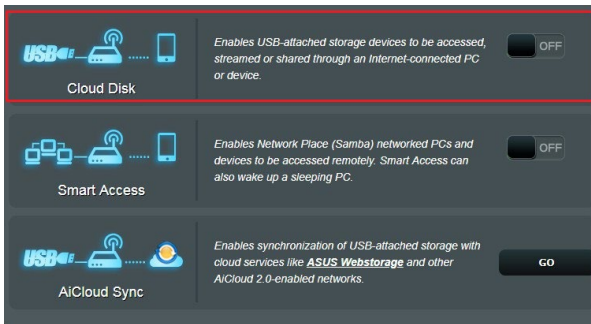 Enables USB-attached storage devices to be accessed,
USB
streamed or shared through an Internet-connected PC
OFF
or device.
Cloud Disk
Enables Network Place (Samba) networked PCs and
devices to be accessed remotely. Smart Access can
OFF
also wake up a sleeping PC.
Smart Access
Enables synchronization of USB-attached storage with
USB
cloud services like ASUS Webstorage and other
GO
AiCloud 2.0-enabled networks.
AiCloud Sync